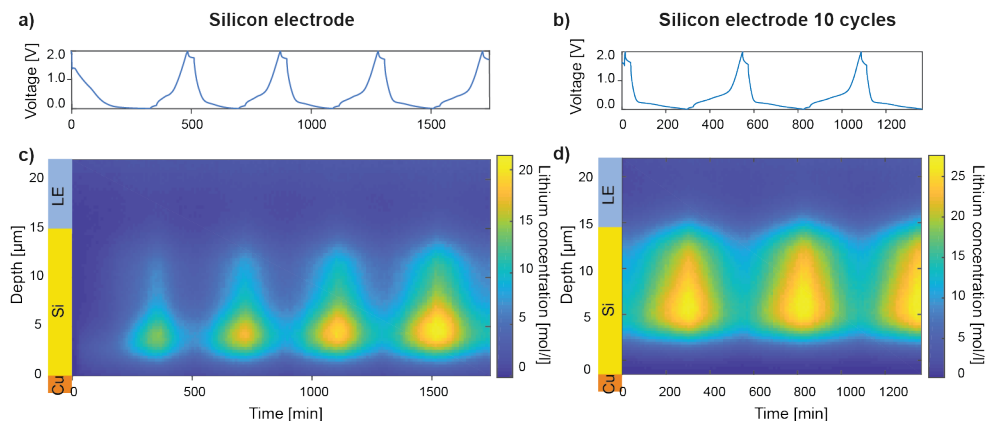 a) Silicon electrode
Voltage [V]
2.0
1.0
0.0
0 500 1000 1500
b) Silicon electrode 10 cycles
Voltage [V]
2.0
1.0
0.0
0 200 400 600 800 1000 1200
c)
Depth [µm]
20
15
10
5
0
LE
Si
Cu
0 500 1000 1500
Time [min]
20
15
10
5
0
Lithium concentration [mol/l]
d)
Depth [µm]
20
15
10
5
0
LE
Si
Cu
0 200 400 600 800 1000 1200
Time [min]
25
20
15
10
5
0
Lithium concentration [mol/l]